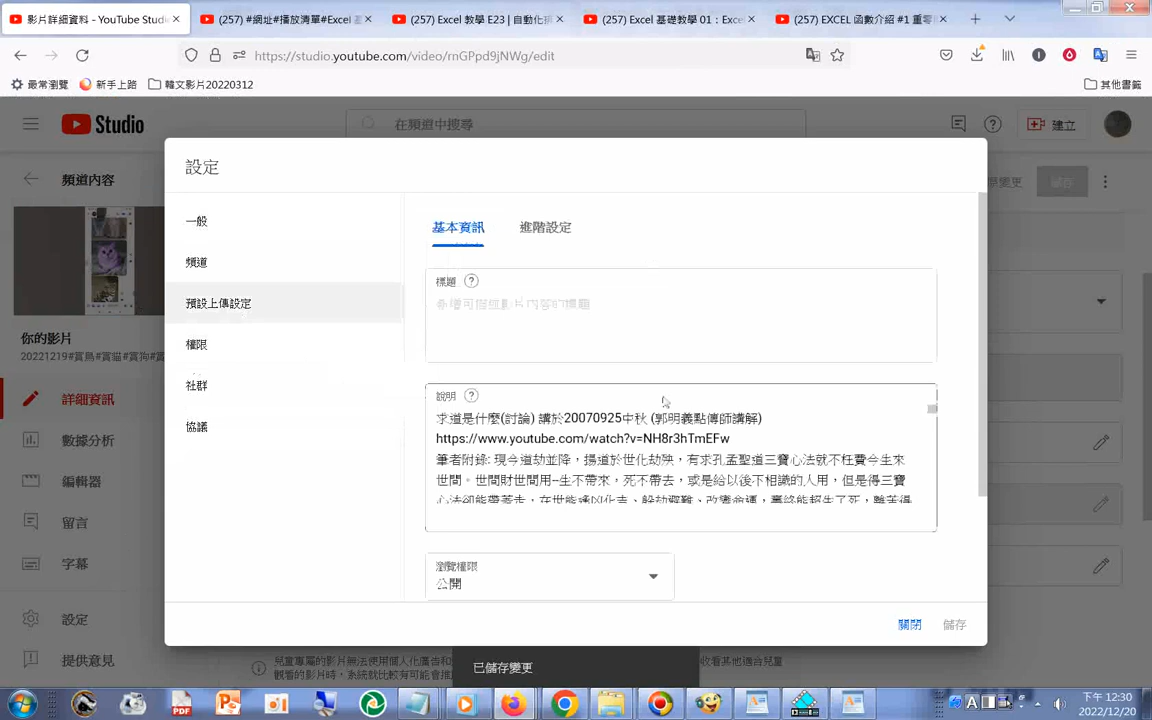 影片詳細資料 - YouTube Studi
(257) #網址#播放清單#Excel
(257) Excel 教學 E23 | 自動化
(257) Excel 基礎教學 01：Exc
(257) EXCEL 函數介紹 #1 重零
https://studio.youtube.com/video/mGPpd9jNWg/edit
最常瀏覽
新手上路
韓文影片20220312
其他書籤
Studio
在頻道中搜尋
建立
頻道內容
設定
一般
頻道
預設上傳設定
權限
社群
協議
基本資訊
進階設定
標題
說明
求道是什麼(討論) 講於20070925中秋 (郭明義點傳師講解)
https://www.youtube.com/watch?v=NH8r3hTmEFw
筆者附錄: 現今道劫並降，揚道於世化劫殃，有求孔孟聖道三寶心法就不枉費今生來
世間。世間財世間用--生不帶來，死不帶去，或是給以後不相識的人用，但是得三寶
瀏覽權限
公開
關閉
儲存
你的影片
20221219#賞鳥#賞貓#賞狗#賞
詳細資訊
數據分析
編輯器
留言
字幕
設定
提供意見
已儲存變更
下午 12:30
2022/12/20